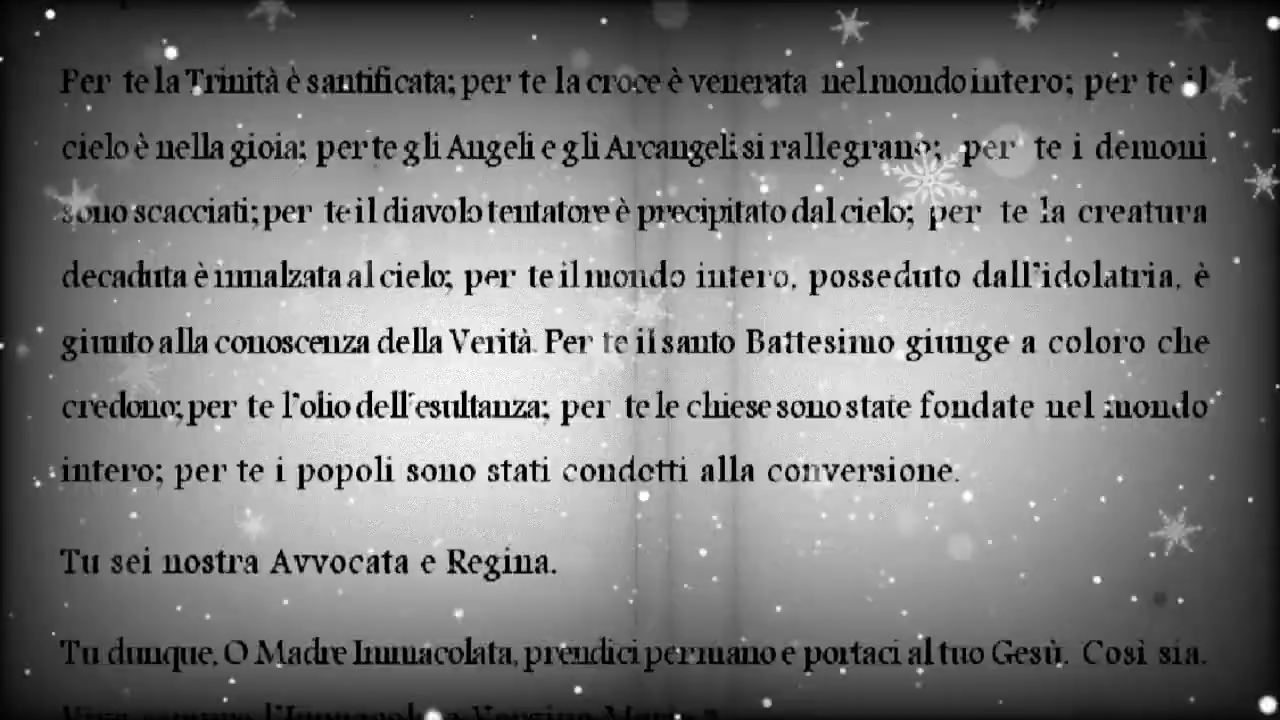 Per te la Trinità è santificata; per te la croce è venerata nel mondo intero; per te il
cielo è nella gioia; per te gli Angeli e gli Arcangeli si rallegrano; per te i demoni
sono scacciati; per te il diavolo tentatore è precipitato dal cielo; per te la creatura
decaduta è innalzata al cielo; per te il mondo intero, posseduto dall'idolatria, è
giunto alla conoscenza della Verità. Per te il santo Battesimo giunge a coloro che
credono; per te l'olio dell'esultanza; per te le chiese sono state fondate nel mondo
intero; per te i popoli sono stati condotti alla conversione.
Tu sei nostra Avvocata e Regina.
Tu dunque, O Madre Immacolata, prendici per mano e portaci al tuo Gesù. Così sia.